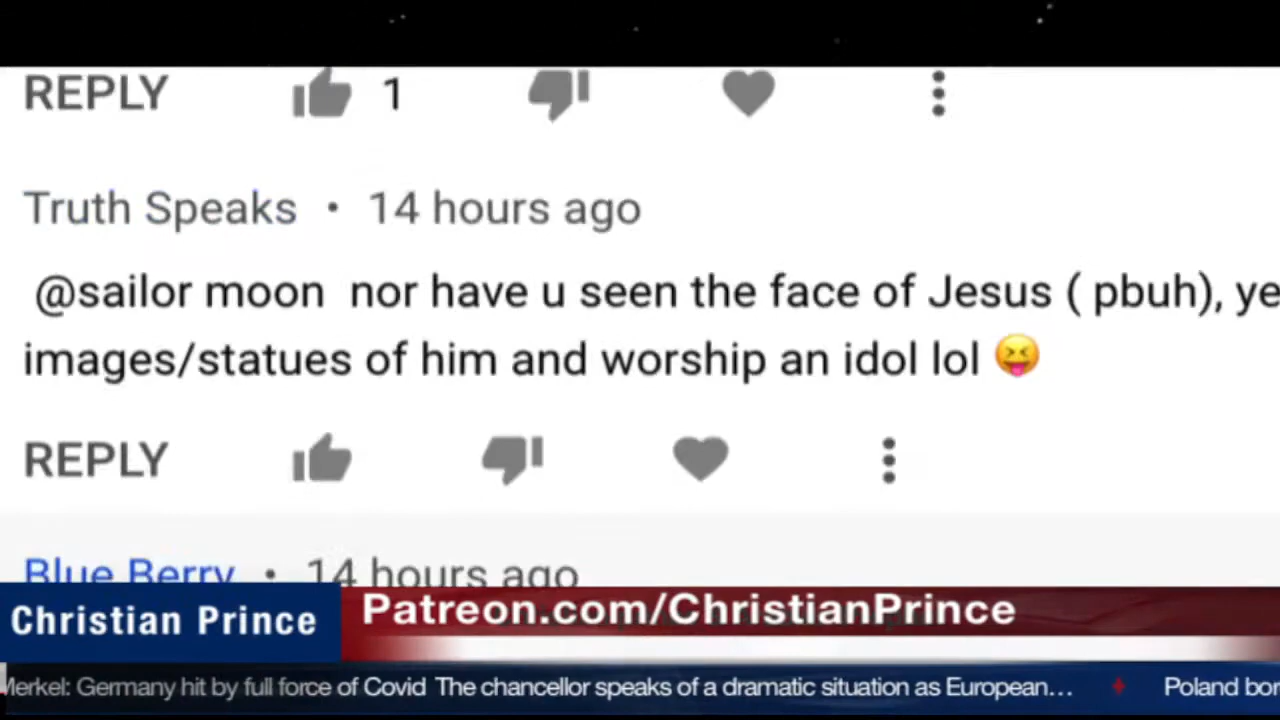 REPLY 1
Truth Speaks • 14 hours ago
@sailor moon nor have u seen the face of Jesus ( pbuh), ye
images/statues of him and worship an idol lol 😝
REPLY
Blue Berry • 14 hours ago
Christian Prince
Patreon.com/ChristianPrince
Merkel: Germany hit by full force of Covid The chancellor speaks of a dramatic situation as European... Poland bor